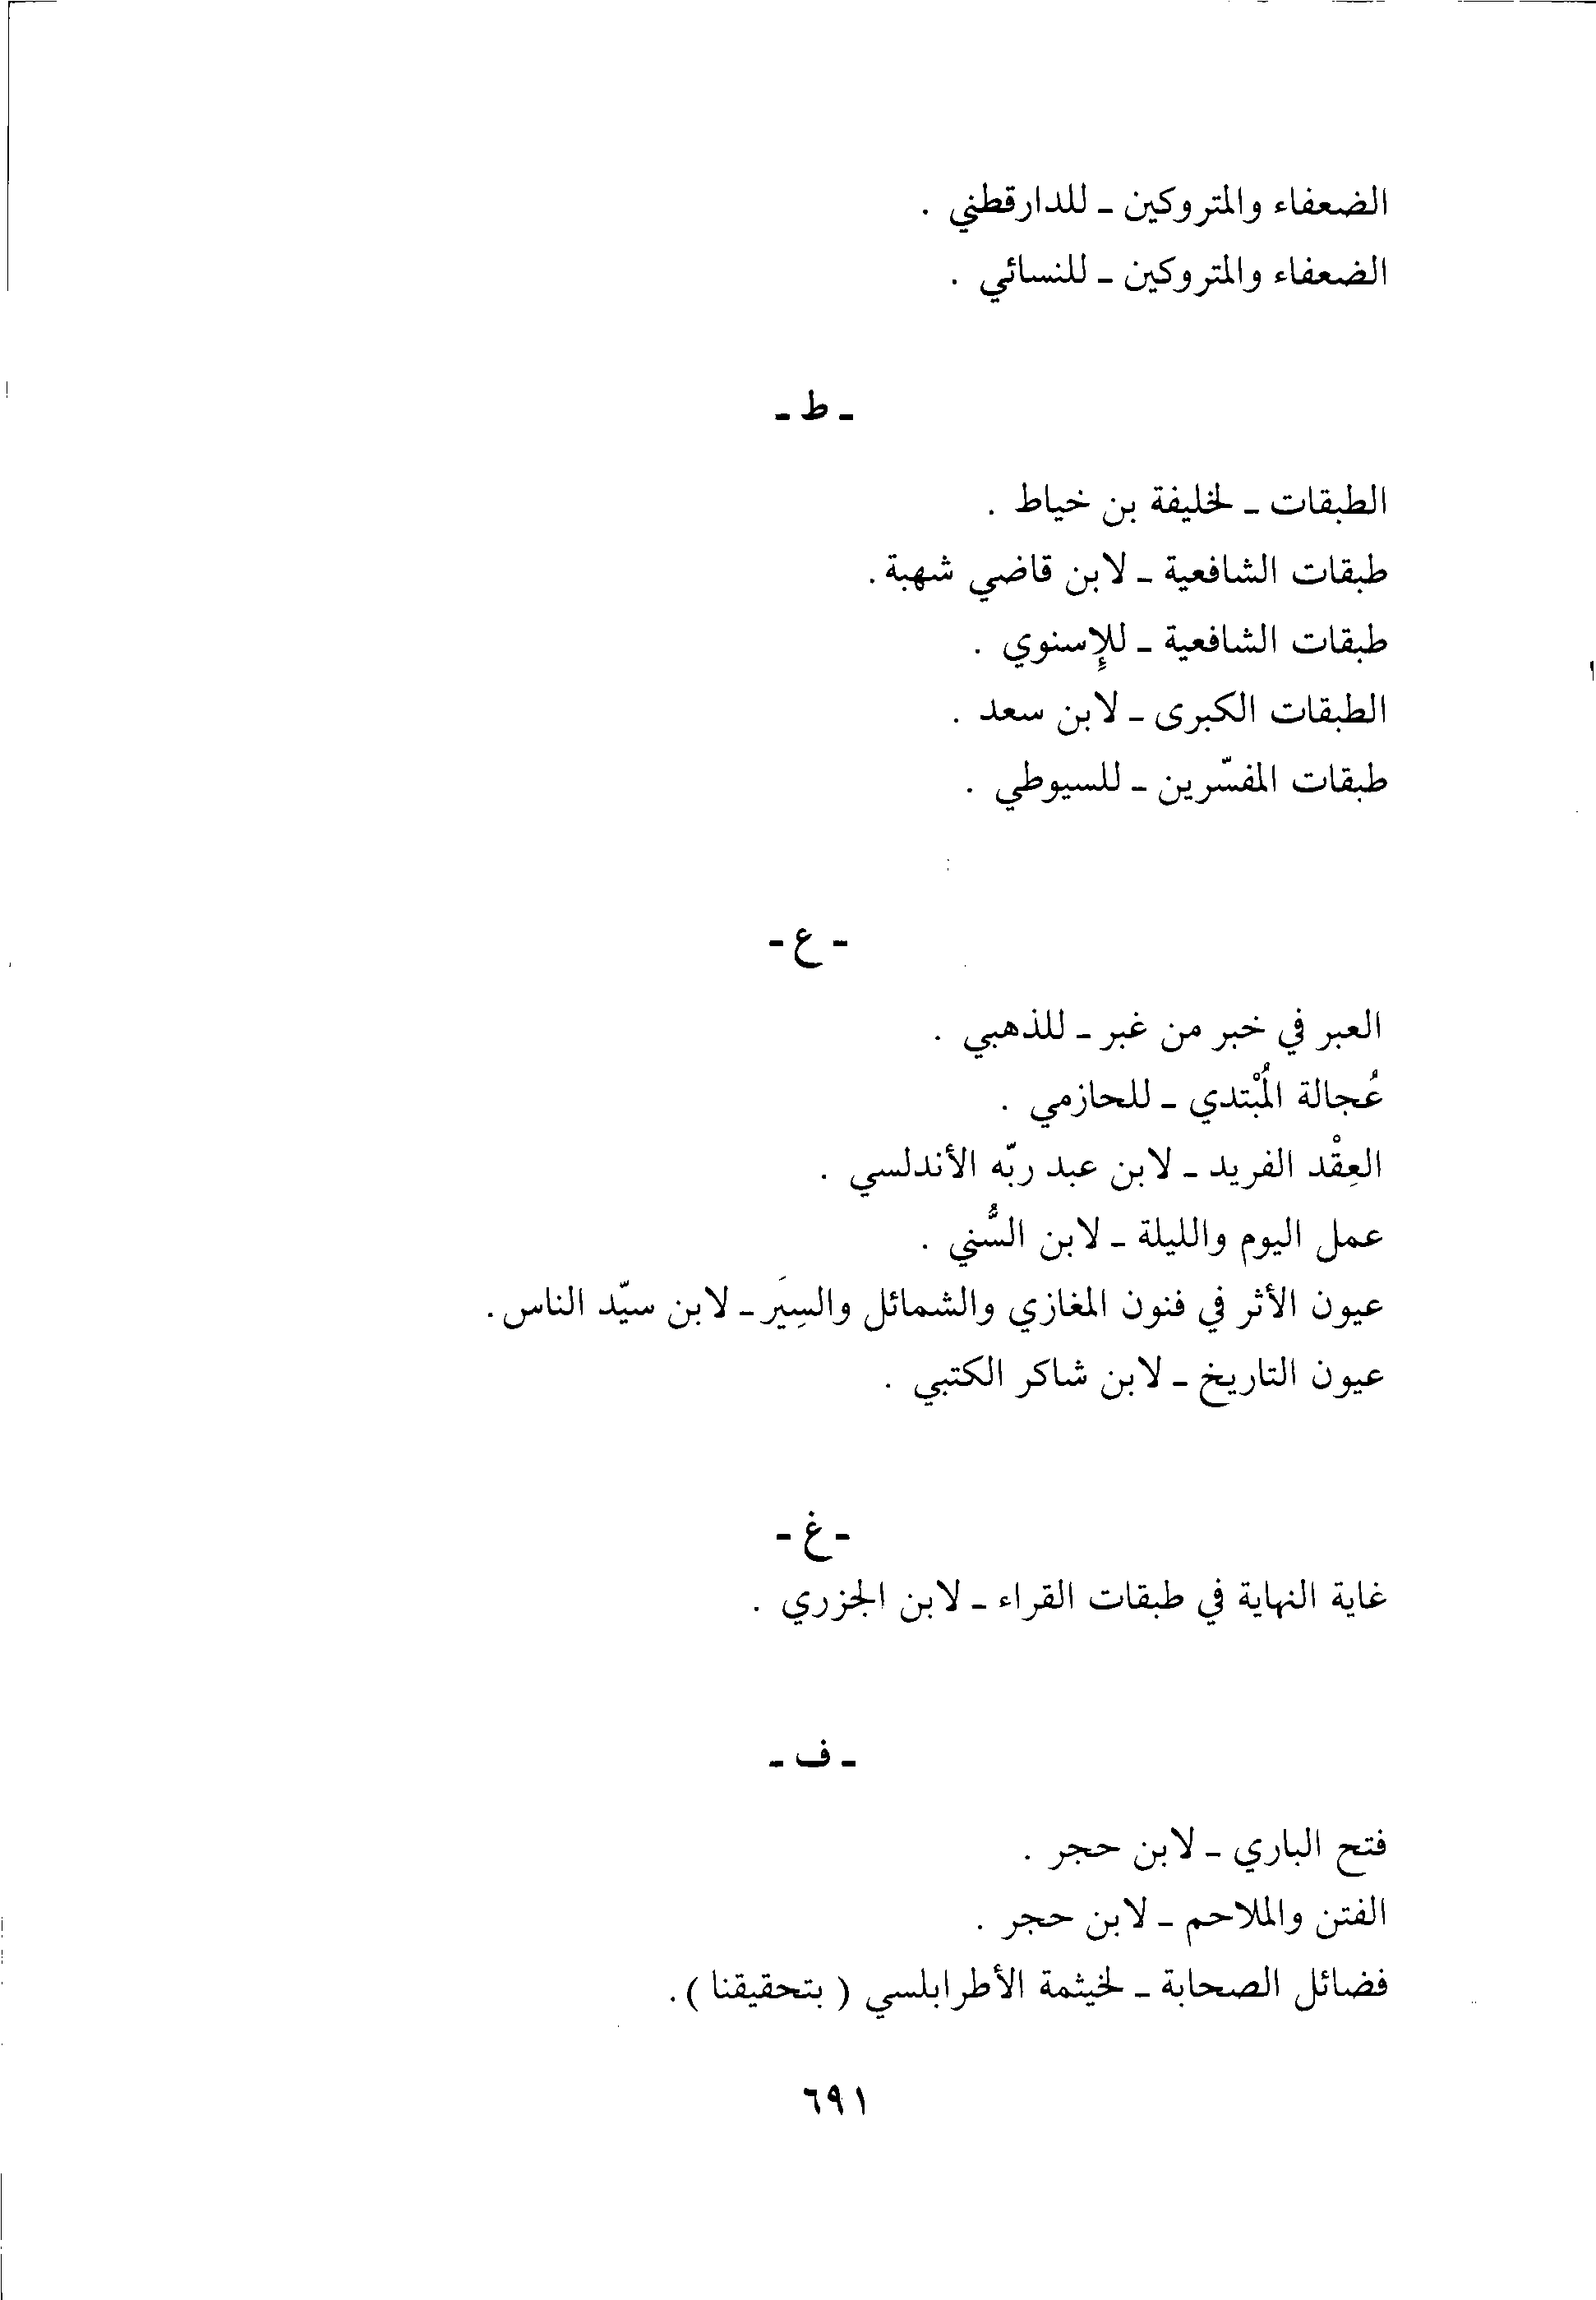 الضعفاء والمتروكين ـ للدارقطني .
الضعفاء والمتروكين ـ للنسائي .
ـ ط ـ
الطبقات ـ لخليفة بن خياط .
طبقات الشافعية ـ لابن قاضي شهبة .
طبقات الشافعية ـ للإسنوي .
الطبقات الكبرى ـ لابن سعد .
طبقات المفسّرين ـ للسيوطي .
ـ ع ـ
العبر في خبر من غبر ـ للذهبي .
عُجالة المُبْتدي ـ للحازمي .
العِقْد الفريد ـ لابن عبد ربّه الأندلسي .
عمل اليوم والليلة ـ لابن السُّني .
عيون الأثر في فنون المغازي والشمائل والسِيَر ـ لابن سيّد الناس .
عيون التاريخ ـ لابن شاكر الكتبي .
ـ غ ـ
غاية النهاية في طبقات القراء ـ لابن الجزري .
ـ ف ـ
فتح الباري ـ لابن حجر .
الفتن والملاحم ـ لابن حجر .
فضائل الصحابة ـ لخيثمة الأطرابلسي ( بتحقيقنا ) .
٦٩١